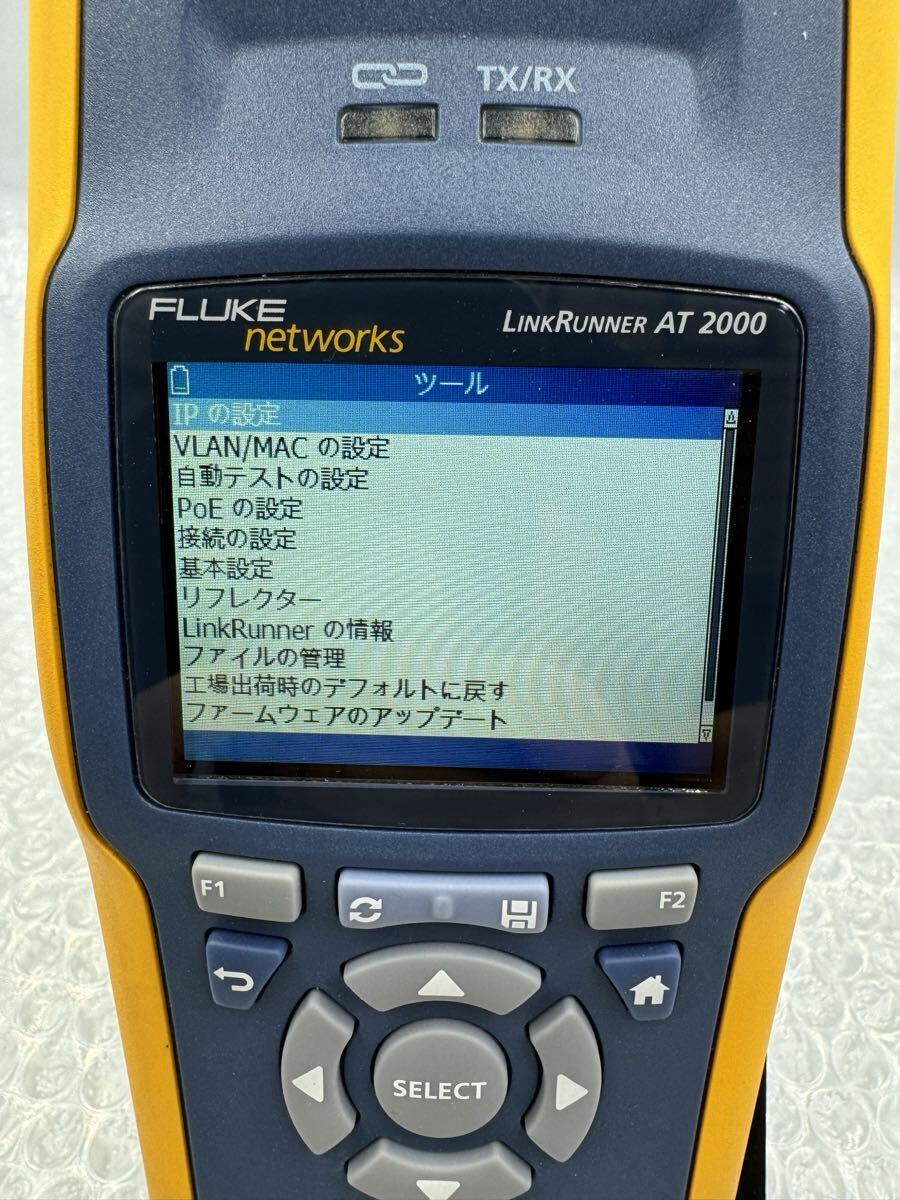 TX/RX
FLUKE
networks
LINKRUNNER AT 2000
ツール
IP の設定
VLAN/MAC の設定
自動テストの設定
PoE の設定
接続の設定
基本設定
リフレクター
LinkRunner の情報
ファイルの管理
工場出荷時のデフォルトに戻す
ファームウェアのアップデート
F1
F2
SELECT